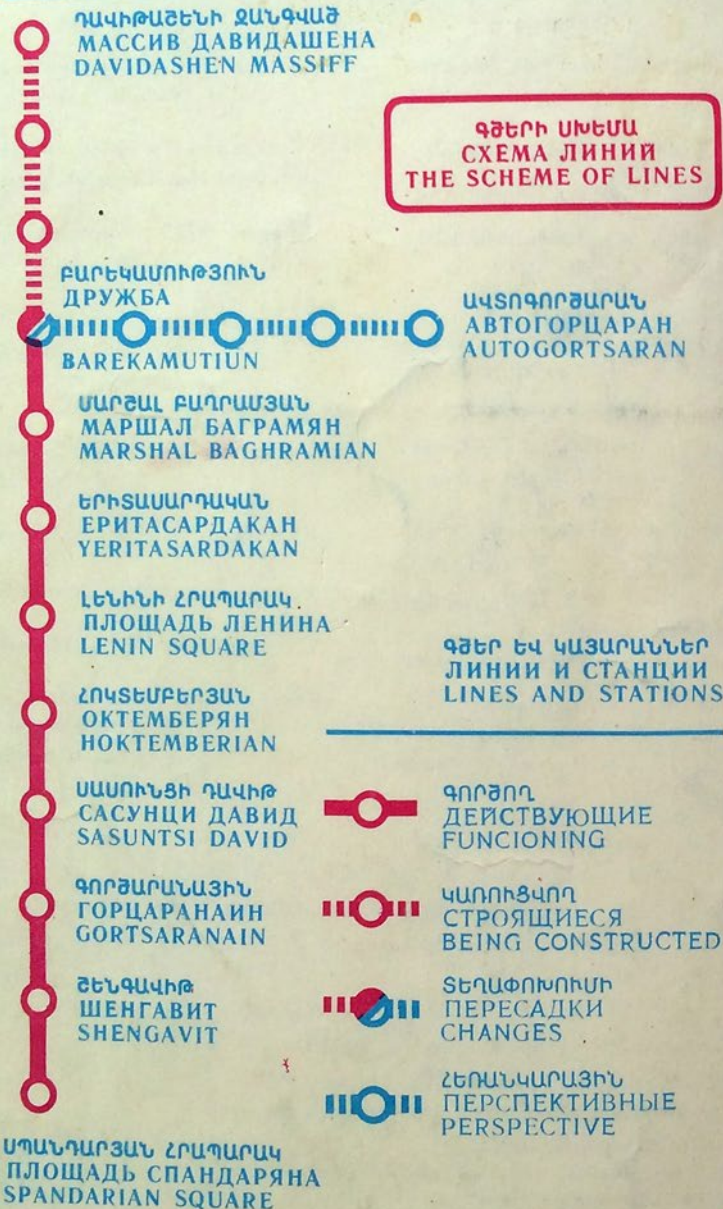 ԴԱՎԻԹԱՇԵՆԻ ԶԱՆԳՎԱԾ
МАССИВ ДАВИДАШЕНА
DAVIDASHEN MASSIFF
ԳԾԵՐԻ ՍԽԵՄԱ
СХЕМА ЛИНИЙ
THE SCHEME OF LINES
ԲԱՐԵԿԱՄՈՒԹՅՈՒՆ
ДРУЖБА
BAREKAMUTIUN
ԱՎՏՈԳՈՐԾԱՐԱՆ
АВТОГОРЦАРАН
AUTOGORTSARAN
ՄԱՐՇԱԼ ԲԱՂՐԱՄՅԱՆ
МАРШАЛ БАГРАМЯН
MARSHAL BAGHRAMIAN
ԵՐԻՏԱՍԱՐԴԱԿԱՆ
ЕРИТАСАРДАКАН
YERITASARDAKAN
ԼԵՆԻՆԻ ՀՐԱՊԱՐԱԿ
ПЛОЩАДЬ ЛЕНИНА
LENIN SQUARE
ՀՈԿՏԵՄԲԵՐՅԱՆ
ОКТЕМБЕРЯН
HOKTEMBERIAN
ՍԱՍՈՒՆՑԻ ԴԱՎԻԹ
САСУНЦИ ДАВИД
SASUNTSI DAVID
ԳՈՐԾԱՐԱՆԱՅԻՆ
ГОРЦАРАНАИН
GORTSARANAIN
ՇԵՆԳԱՎԻԹ
ШЕНГАВИТ
SHENGAVIT
ՍՊԱՆԴԱՐՅԱՆ ՀՐԱՊԱՐԱԿ
ПЛОЩАДЬ СПАНДАРЯНА
SPANDARIAN SQUARE
ԳԾԵՐ ԵՎ ԿԱՅԱՐԱՆՆԵՐ
ЛИНИИ И СТАНЦИИ
LINES AND STATIONS
ԳՈՐԾՈՂ
ДЕЙСТВУЮЩИЕ
FUNCIONING
ԿԱՌՈՒՑՎՈՂ
СТРОЯЩИЕСЯ
BEING CONSTRUCTED
ՏԵՂԱՓՈԽՈՒՄԻ
ПЕРЕСАДКИ
CHANGES
ՀԵՌԱՆԿԱՐԱՅԻՆ
ПЕРСПЕКТИВНЫЕ
PERSPECTIVE